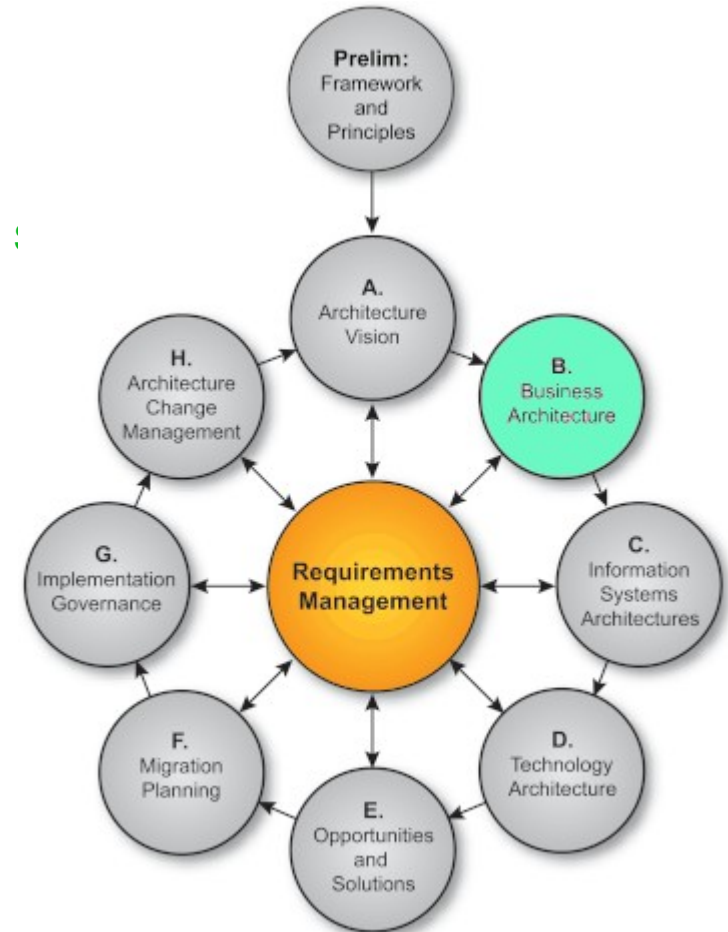 Prelim:
Framework
and
Principles
A.
Architecture
Vision
B.
Business
Architecture
C.
Information
Systems
Architectures
D.
Technology
Architecture
E.
Opportunities
and
Solutions
F.
Migration
Planning
G.
Implementation
Governance
H.
Architecture
Change
Management
Requirements
Management